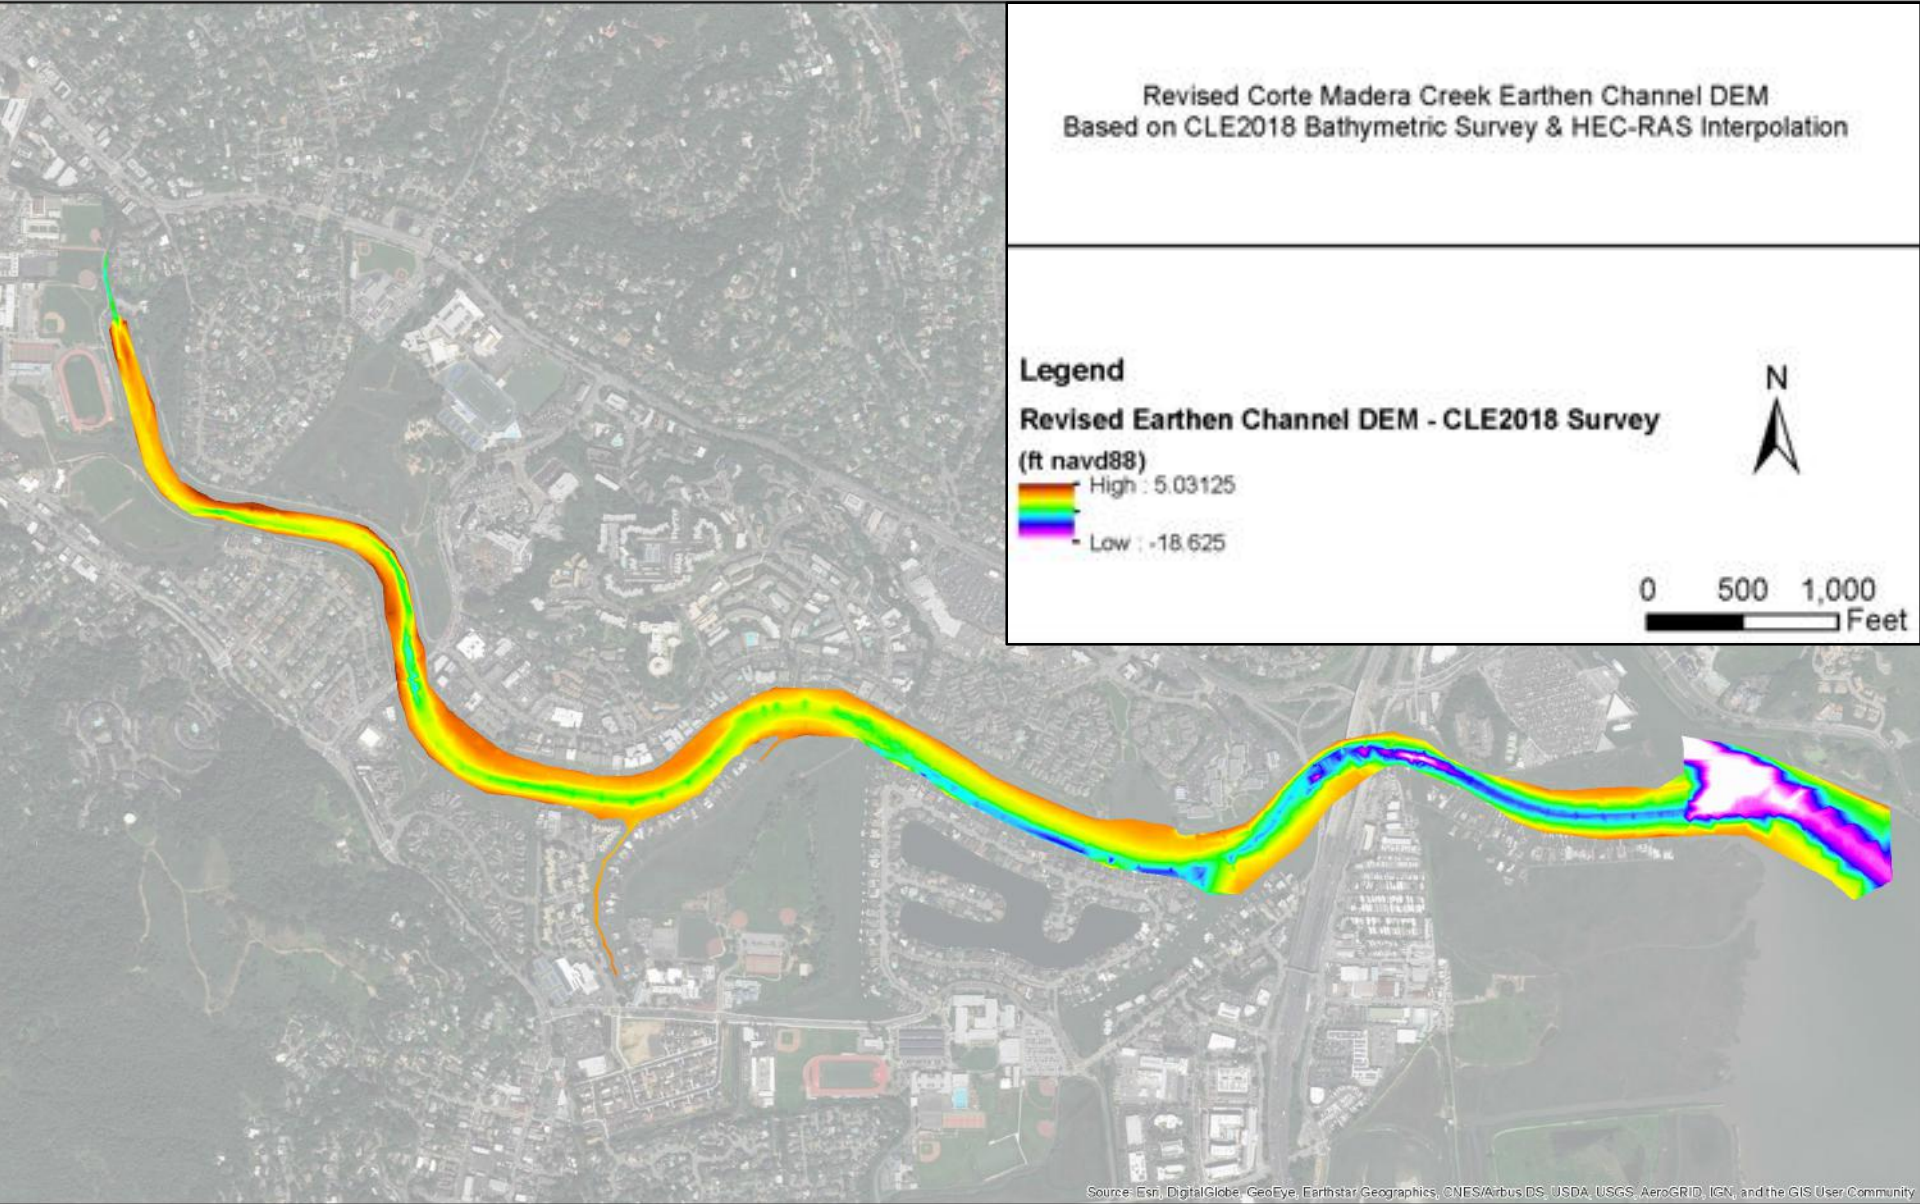 Revised Corte Madera Creek Earthen Channel DEM
Based on CLE2018 Bathymetric Survey & HEC-RAS Interpolation
Legend
Revised Earthen Channel DEM - CLE2018 Survey
(ft navd88)
High : 5.03125
Low : -18.625
N
0 500 1,000
Feet
Source: Esri, DigitalGlobe, GeoEye, Earthstar Geographics, CNES/Airbus DS, USDA, USGS, AeroGRID, IGN, and the GIS User Community